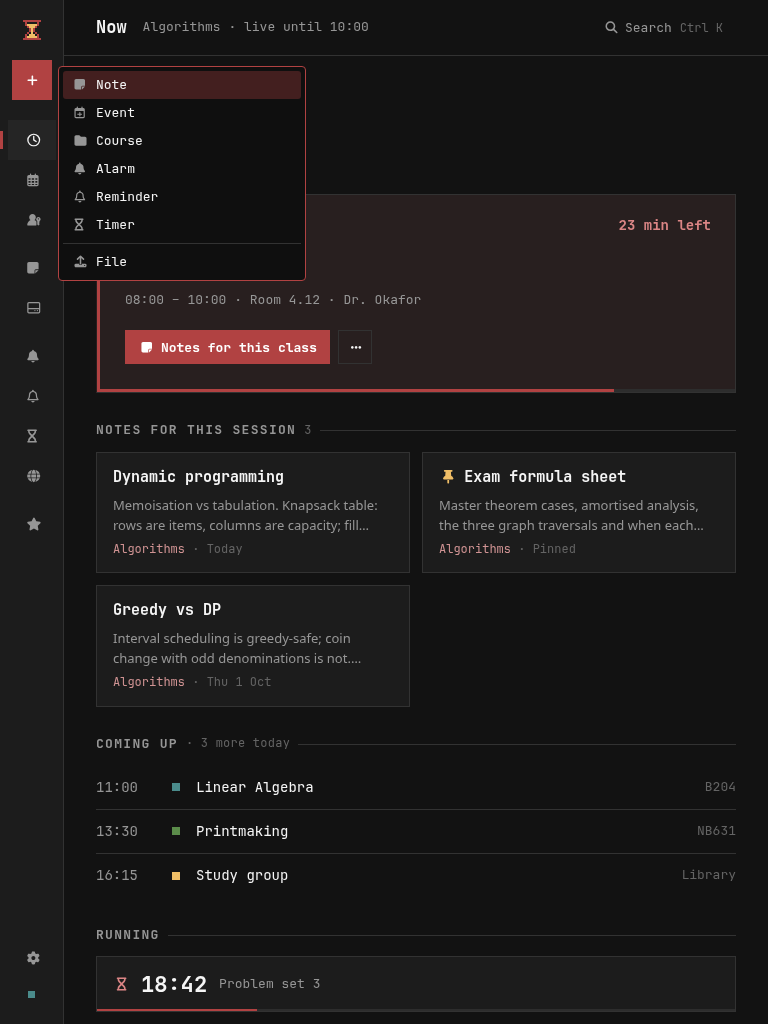 Now
Algorithms · live until 10:00
Search Ctrl K
Note
Event
Course
Alarm
Reminder
Timer
File
23 min left
08:00 – 10:00 · Room 4.12 · Dr. Okafor
Notes for this class
NOTES FOR THIS SESSION 3
Dynamic programming
Memoisation vs tabulation. Knapsack table:
rows are items, columns are capacity; fill...
Algorithms · Today
Exam formula sheet
Master theorem cases, amortised analysis,
the three graph traversals and when each...
Algorithms · Pinned
Greedy vs DP
Interval scheduling is greedy-safe; coin
change with odd denominations is not....
Algorithms · Thu 1 Oct
COMING UP · 3 more today
11:00 Linear Algebra B204
13:30 Printmaking NB631
16:15 Study group Library
RUNNING
18:42 Problem set 3